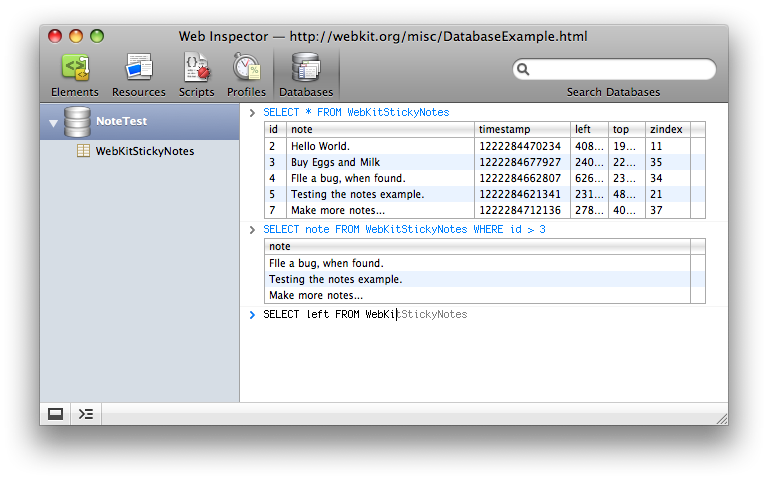 Web Inspector — http://webkit.org/misc/DatabaseExample.html
Elements Resources Scripts Profiles Databases Search Databases
NoteTest
WebKitStickyNotes
SELECT * FROM WebKitStickyNotes
id note timestamp left top zindex
2 Hello World. 1222284470234 408... 19... 11
3 Buy Eggs and Milk 1222284677927 240... 22... 35
4 FIle a bug, when found. 1222284662807 626... 23... 34
5 Testing the notes example. 1222284621341 231... 48... 21
7 Make more notes... 1222284712136 278... 40... 37
SELECT note FROM WebKitStickyNotes WHERE id > 3
note
FIle a bug, when found.
Testing the notes example.
Make more notes...
SELECT left FROM WebKitStickyNotes